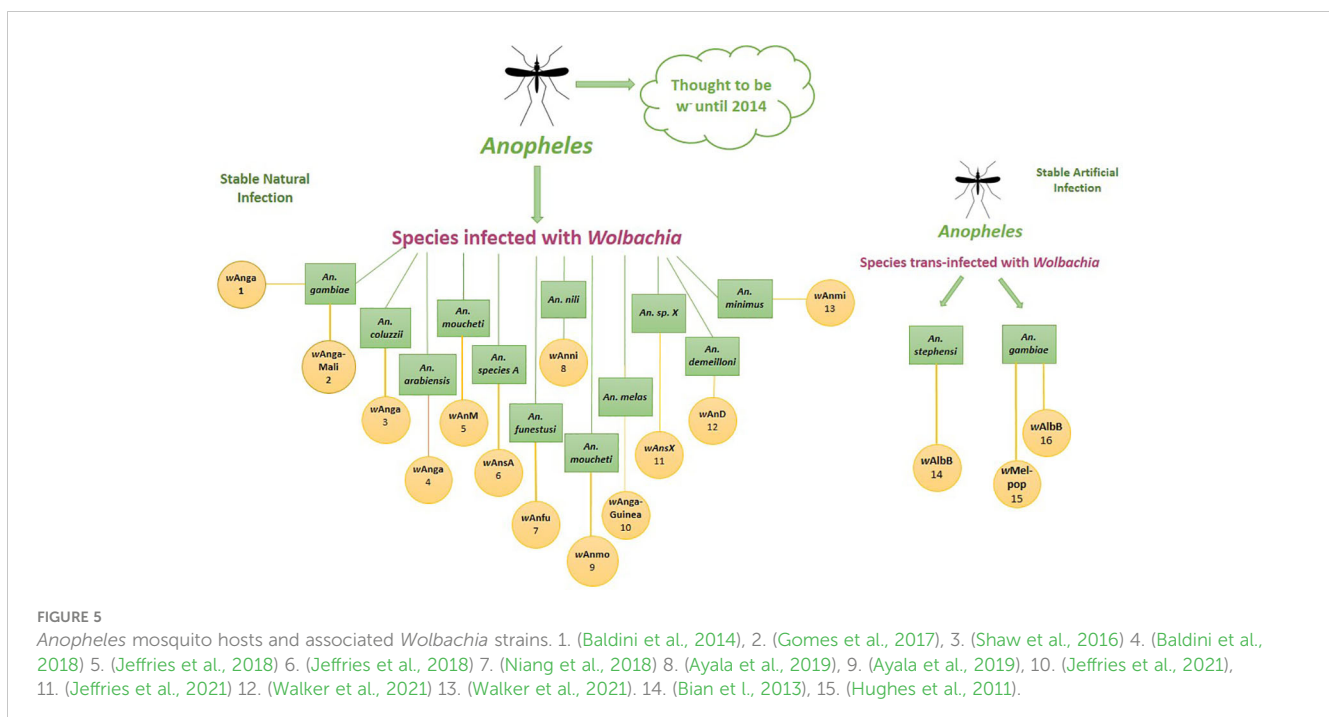 Thought to be
w- until 2014
Anopheles
Stable Natural
Infection
Species infected with Wolbachia
wAnga
1
An.
gambiae
wAnga-
Mali
2
An.
coluzzii
wAnga
3
An.
arabiensis
wAnga
4
An.
moucheti
wAnM
5
An.
species A
wAnsA
6
An.
funestusi
wAnfu
7
An. nili
wAnni
8
An.
moucheti
wAnmo
9
An. melas
wAnga-
Guinea
10
An. sp. X
wAnsX
11
An.
demeilloni
wAnD
12
An.
minimus
wAnmi
13
Stable Artificial
Infection
Anopheles
Species trans-infected with Wolbachia
An.
stephensi
wAlbB
14
An.
gambiae
wMel-
pop
15
wAlbB
16
FIGURE 5
Anopheles mosquito hosts and associated Wolbachia strains. 1. (Baldini et al., 2014), 2. (Gomes et al., 2017), 3. (Shaw et al., 2016) 4. (Baldini et al.,
2018) 5. (Jeffries et al., 2018) 6. (Jeffries et al., 2018) 7. (Niang et al., 2018) 8. (Ayala et al., 2019), 9. (Ayala et al., 2019), 10. (Jeffries et al., 2021),
11. (Jeffries et al., 2021) 12. (Walker et al., 2021) 13. (Walker et al., 2021). 14. (Bian et l., 2013), 15. (Hughes et al., 2011).